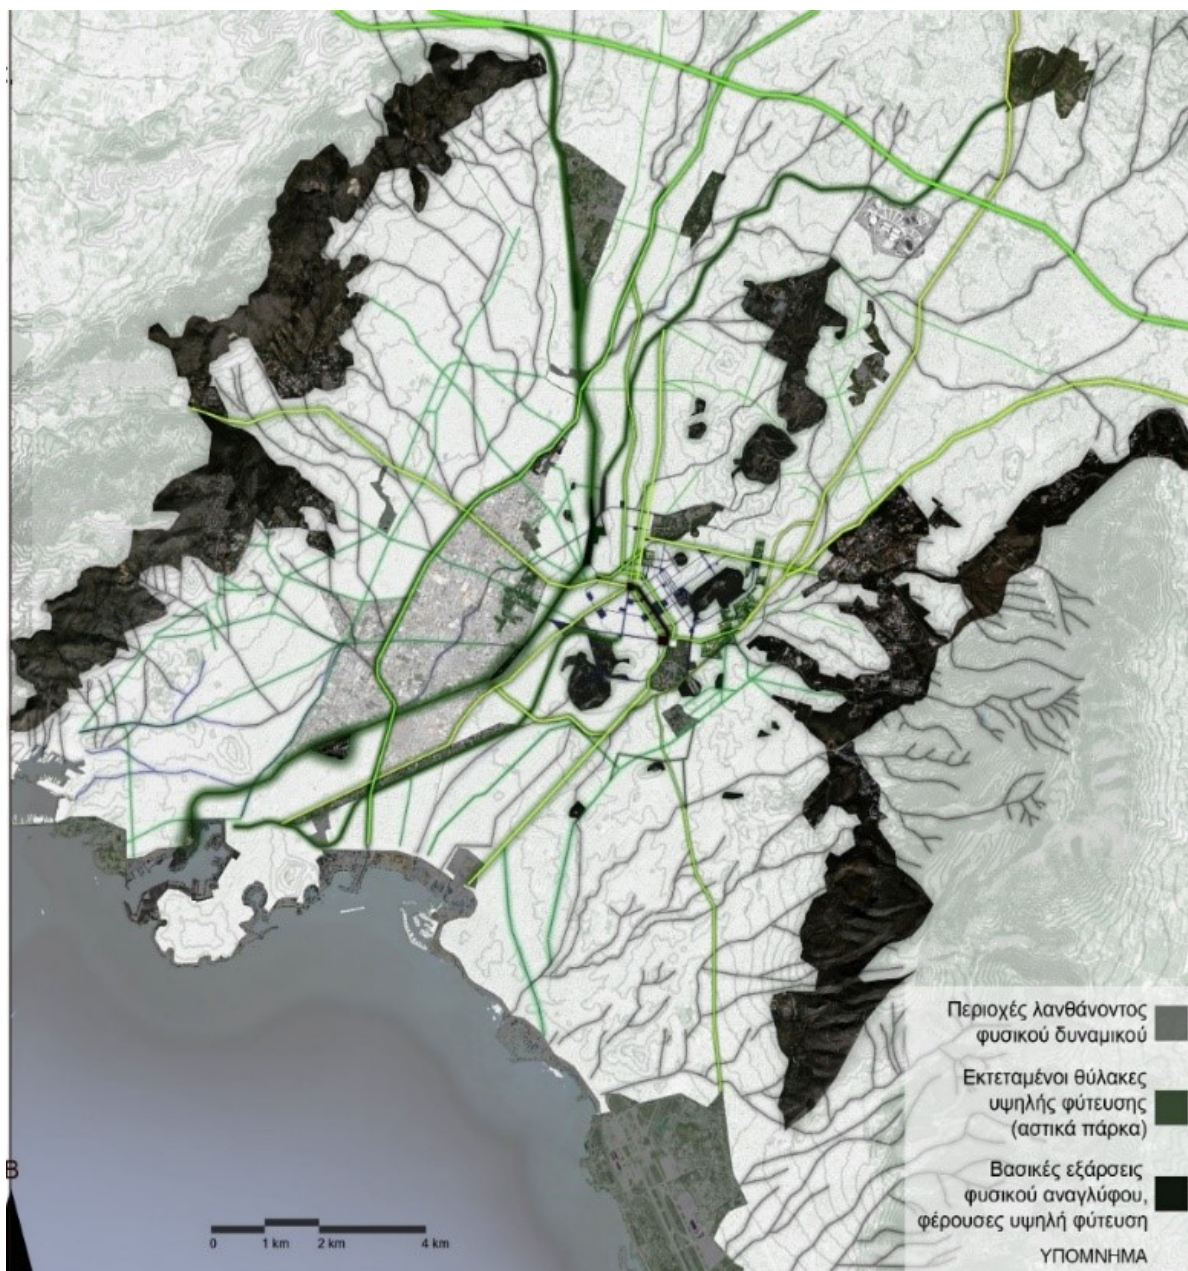 Περιοχές λανθάνοντος
φυσικού δυναμικού
Εκτεταμένοι θύλακες
υψηλής φύτευσης
(αστικά πάρκα)
Βασικές εξάρσεις
φυσικού αναγλύφου,
φέρουσες υψηλή φύτευση
ΥΠΟΜΝΗΜΑ
Β
0 1 km 2 km 4 km